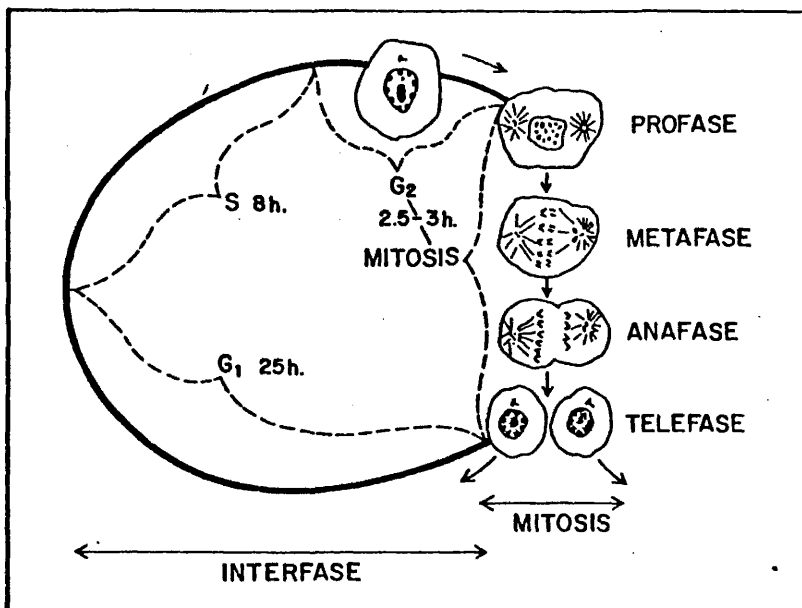 PROFASE
G2
S 8h.
2.5-3h.
METAFASE
MITOSIS
ANAFASE
G1 25h.
TELEFASE
MITOSIS
INTERFASE